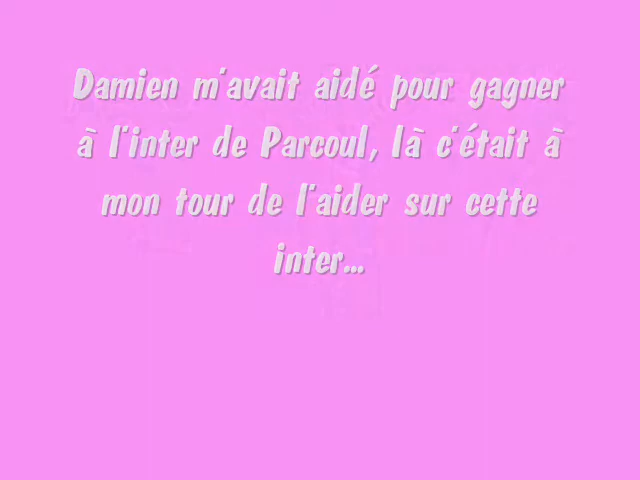 Damien m'avait aidé pour gagner
à l'inter de Parcoul, là c'était à
mon tour de l'aider sur cette
inter...